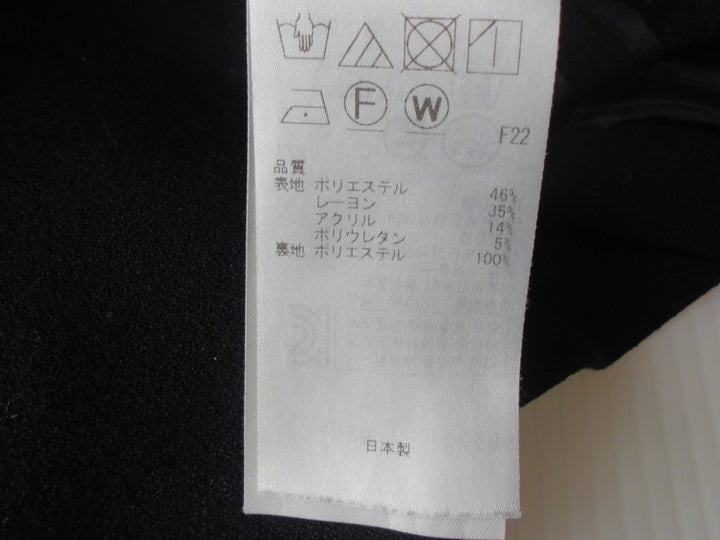 F W
F22
品質
表地 ポリエステル 46%
レーヨン 35%
アクリル 14%
ポリウレタン 5%
裏地 ポリエステル 100%
日本製